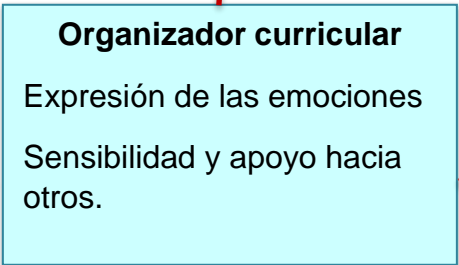 Organizador curricular
Expresión de las emociones
Sensibilidad y apoyo hacia
otros.